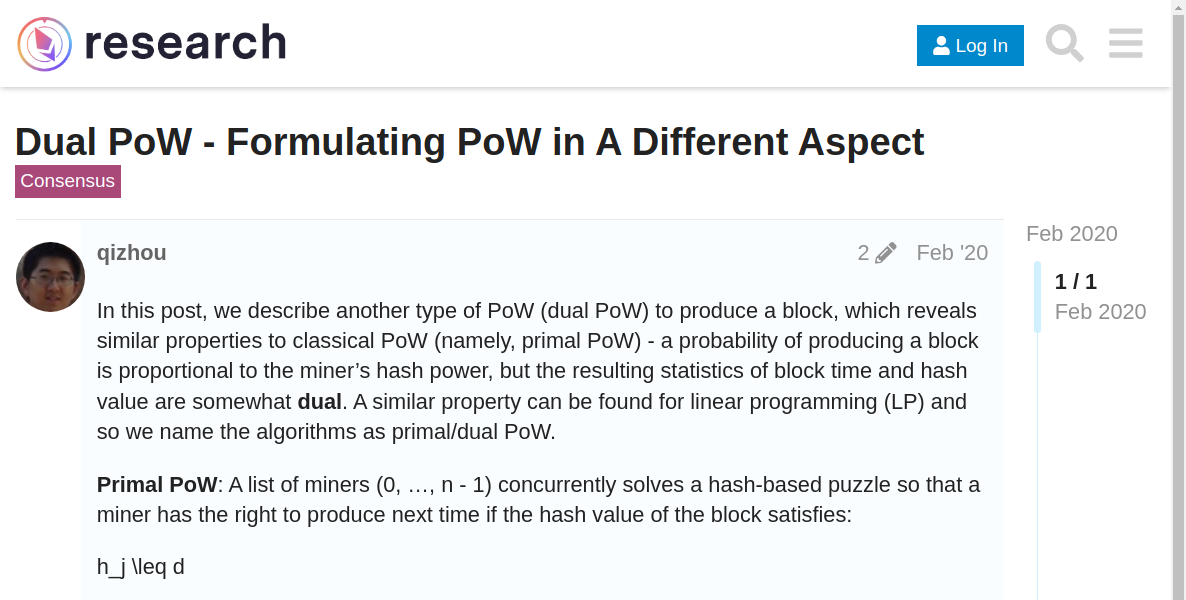 research
Log In
Dual PoW - Formulating PoW in A Different Aspect
Consensus
qizhou
2
Feb '20
In this post, we describe another type of PoW (dual PoW) to produce a block, which reveals
similar properties to classical PoW (namely, primal PoW) - a probability of producing a block
is proportional to the miner’s hash power, but the resulting statistics of block time and hash
value are somewhat dual. A similar property can be found for linear programming (LP) and
so we name the algorithms as primal/dual PoW.
Primal PoW: A list of miners (0, …, n - 1) concurrently solves a hash-based puzzle so that a
miner has the right to produce next time if the hash value of the block satisfies:
h_j \leq d
Feb 2020
1 / 1
Feb 2020